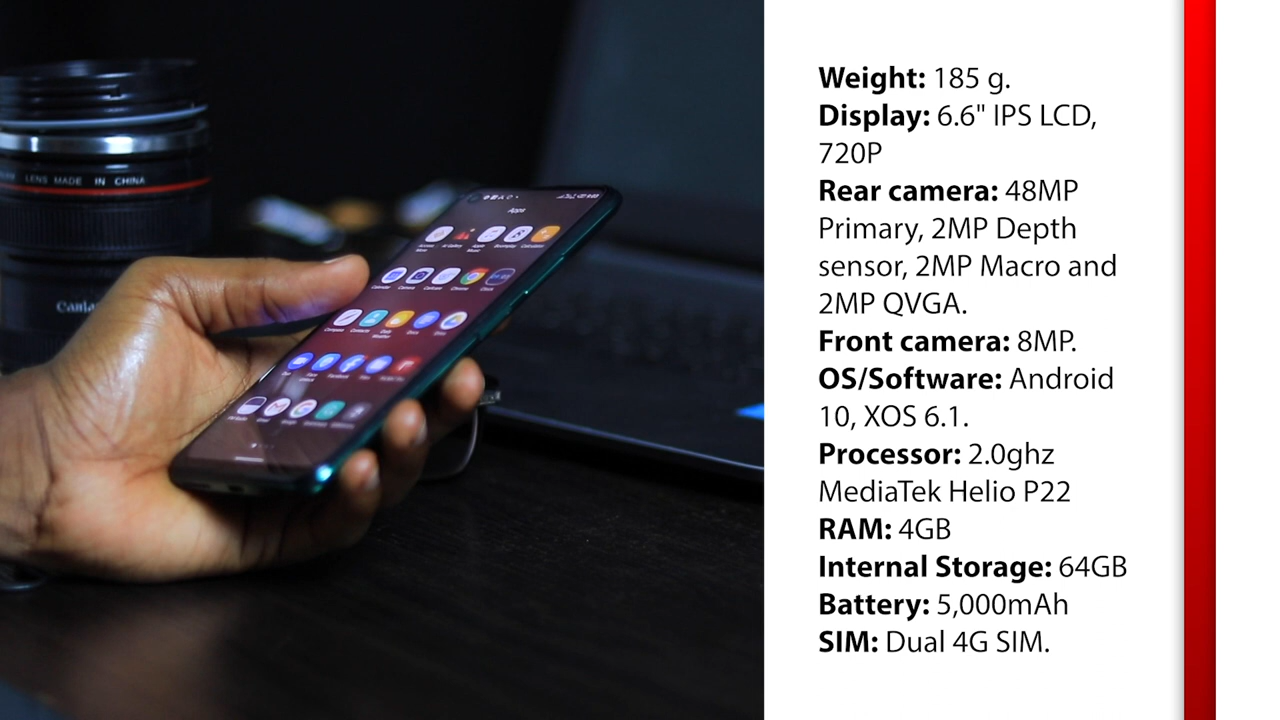 LENS MADE IN CHINA
Apps
Weight: 185 g.
Display: 6.6" IPS LCD,
720P
Rear camera: 48MP
Primary, 2MP Depth
sensor, 2MP Macro and
2MP QVGA.
Front camera: 8MP.
OS/Software: Android
10, XOS 6.1.
Processor: 2.0ghz
MediaTek Helio P22
RAM: 4GB
Internal Storage: 64GB
Battery: 5,000mAh
SIM: Dual 4G SIM.